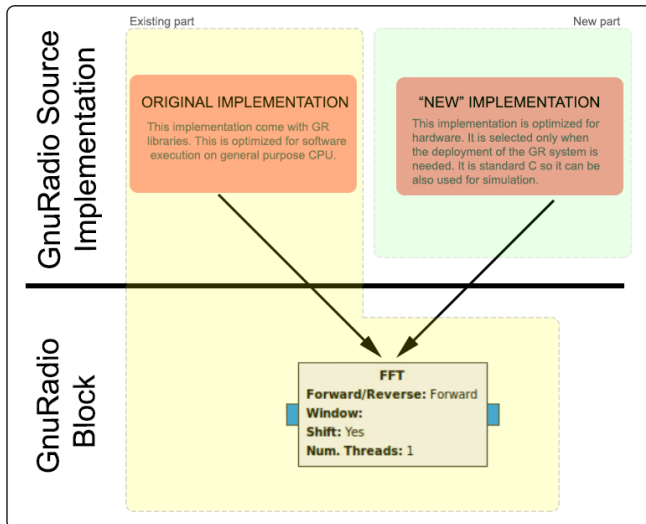 Existing part
New part
GnuRadio Source
Implementation
ORIGINAL IMPLEMENTATION
This implementation come with GR
libraries. This is optimized for software
execution on general purpose CPU.
“NEW” IMPLEMENTATION
This implementation is optimized for
hardware. It is selected only when
the deployment of the GR system is
needed. It is standard C so it can be
also used for simulation.
GnuRadio
Block
FFT
Forward/Reverse: Forward
Window:
Shift: Yes
Num. Threads: 1